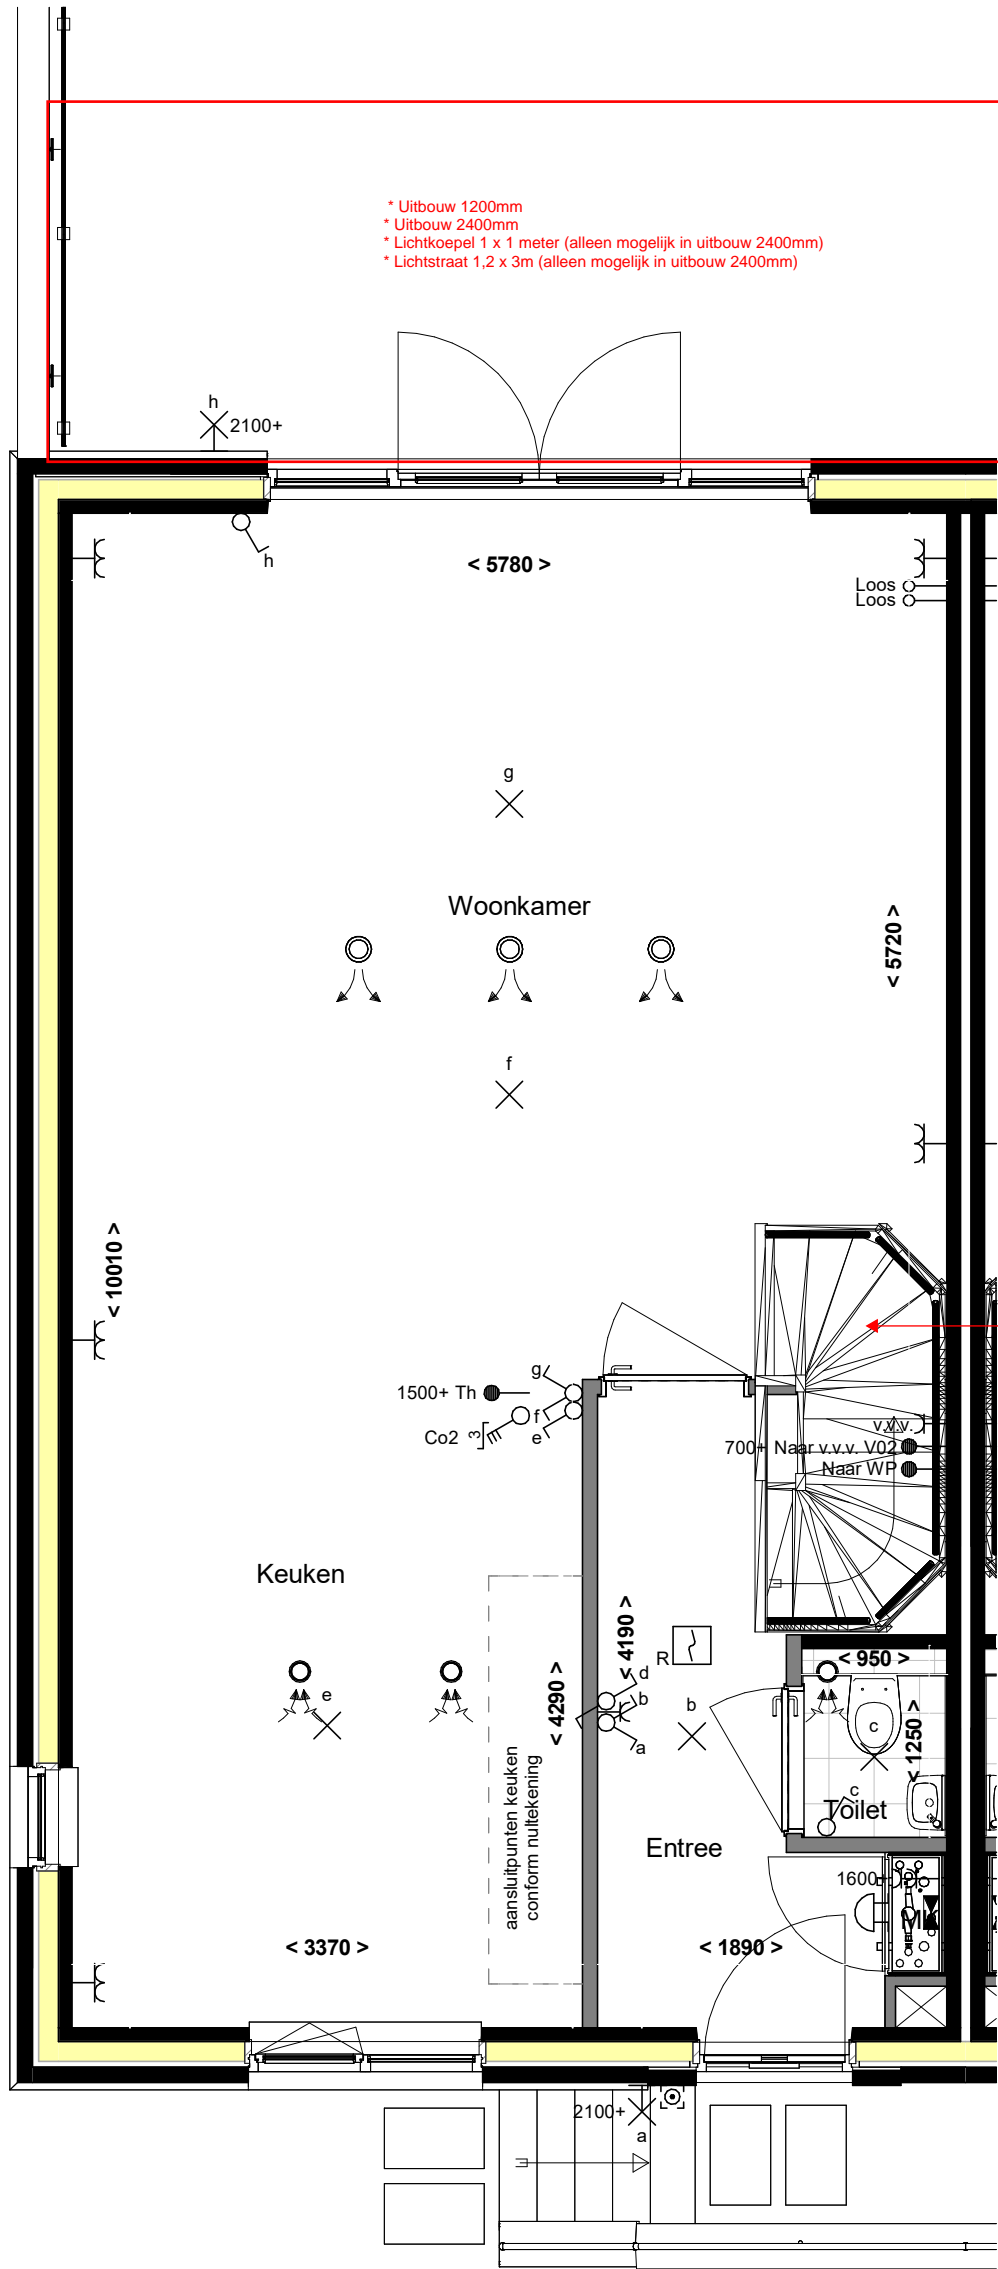 * Uitbouw 1200mm
* Uitbouw 2400mm
* Lichtkoepel 1 x 1 meter (alleen mogelijk in uitbouw 2400mm)
* Lichtstraat 1,2 x 3m (alleen mogelijk in uitbouw 2400mm)
h
2100+
h
< 5780 >
Loos
Loos
g
Woonkamer
< 5720 >
f
< 10010 >
g
1500+ Th
f
Co2
3
e
v.v.v.
700+ Naar v.v.v. V02
Naar WP
Keuken
< 4190 >
R
< 950 >
d
b
a
e
b
c
< 4290 >
< 1250 >
c
Toilet
aansluitpunten keuken
conform nultekening
Entree
1600+
MK
< 3370 >
< 1890 >
2100+
a